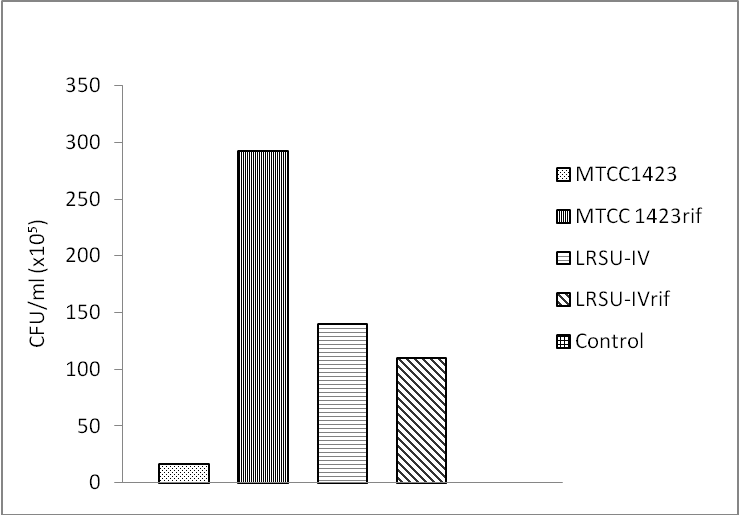 350
300
250
200
150
100
50
0
CFU/ml (x10⁵)
MTCC1423
MTCC 1423rif
LRSU-IV
LRSU-IVrif
Control